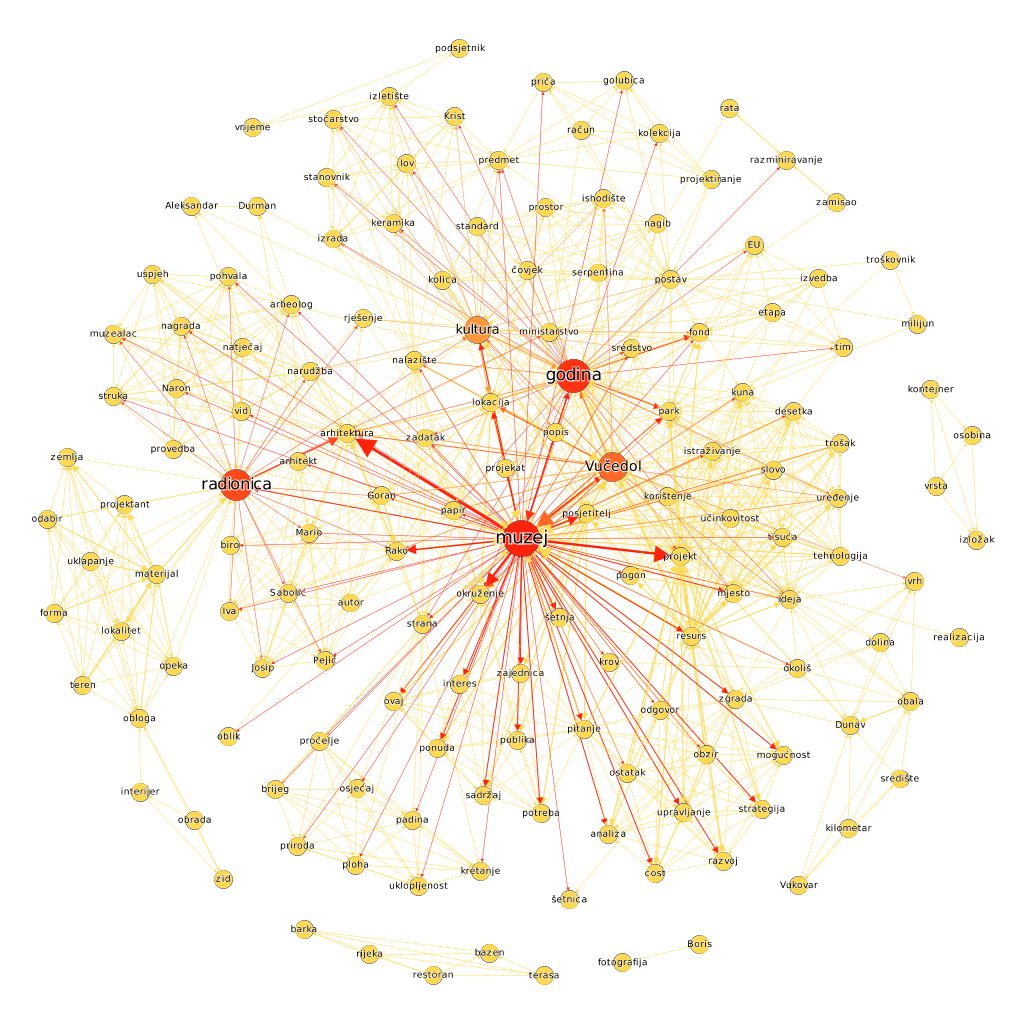 podsjetnik
priča
golubica
izletište
rata
stočarstvo
Krist
vrijeme
račun
kolekcija
lov
predmet
razminiravanje
stanovnik
projektiranje
ishodište
zamisao
Aleksandar
Durman
prostor
keramika
standard
nagib
izrada
EU
troškovnik
uspjeh
pohvala
kolica
čovjek
serpentina
postav
izvedba
arheolog
etapa
nagrada
rješenje
milijun
muzealac
kultura
ministarstvo
fond
natječaj
sredstvo
tim
nalazište
narudžba
godina
Naron
kuna
kontejner
struka
lokacija
vid
park
desetka
arhitektura
zadatak
popis
osobina
provedba
trošak
zemlja
arhitekt
projekat
Vučedol
istraživanje
slovo
radionica
vrsta
Goran
korištenje
uređenje
projektant
papir
posjetitelj
odabir
učinkovitost
Mario
muzej
tisuća
izložak
biro
Rako
projekt
tehnologija
uklapanje
materijal
pogon
vrh
Sabolić
okruženje
mjesto
ideja
autor
forma
Iva
šetnja
strana
lokalitet
resurs
realizacija
dolina
opeka
Josip
Pejić
krov
okoliš
zajednica
teren
interes
ovaj
zgrada
obala
odgovor
obloga
Dunav
pitanje
oblik
pročelje
ponuda
publika
obzir
mogućnost
ostatak
središte
brijeg
osjećaj
interijer
sadržaj
strategija
potreba
upravljanje
obrada
padina
kilometar
analiza
priroda
razvoj
ploha
kretanje
cost
zid
uklopljenost
Vukovar
šetnica
barka
Boris
rijeka
bazen
fotografija
restoran
terasa